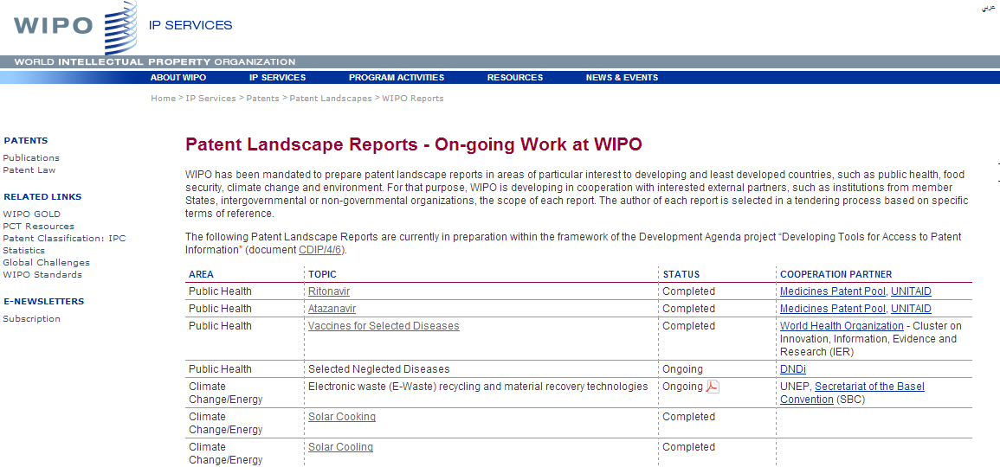 عربي
WIPO IP SERVICES
WORLD INTELLECTUAL PROPERTY ORGANIZATION
ABOUT WIPO IP SERVICES PROGRAM ACTIVITIES RESOURCES NEWS & EVENTS
Home > IP Services > Patents > Patent Landscapes > WIPO Reports
PATENTS
Publications
Patent Law
RELATED LINKS
WIPO GOLD
PCT Resources
Patent Classification: IPC
Statistics
Global Challenges
WIPO Standards
E-NEWSLETTERS
Subscription
Patent Landscape Reports - On-going Work at WIPO
WIPO has been mandated to prepare patent landscape reports in areas of particular interest to developing and least developed countries, such as public health, food
security, climate change and environment. For that purpose, WIPO is developing in cooperation with interested external partners, such as institutions from member
States, intergovernmental or non-governmental organizations, the scope of each report. The author of each report is selected in a tendering process based on specific
terms of reference.
The following Patent Landscape Reports are currently in preparation within the framework of the Development Agenda project “Developing Tools for Access to Patent
Information” (document CDIP/4/6).
AREA TOPIC STATUS COOPERATION PARTNER
Public Health Ritonavir Completed Medicines Patent Pool, UNITAID
Public Health Atazanavir Completed Medicines Patent Pool, UNITAID
Public Health Vaccines for Selected Diseases Completed World Health Organization - Cluster on
Innovation, Information, Evidence and
Research (IER)
Public Health Selected Neglected Diseases Ongoing DNDi
Climate Electronic waste (E-Waste) recycling and material recovery technologies Ongoing UNEP, Secretariat of the Basel
Change/Energy Convention (SBC)
Climate Solar Cooking Completed
Change/Energy
Climate Solar Cooling Completed
Change/Energy